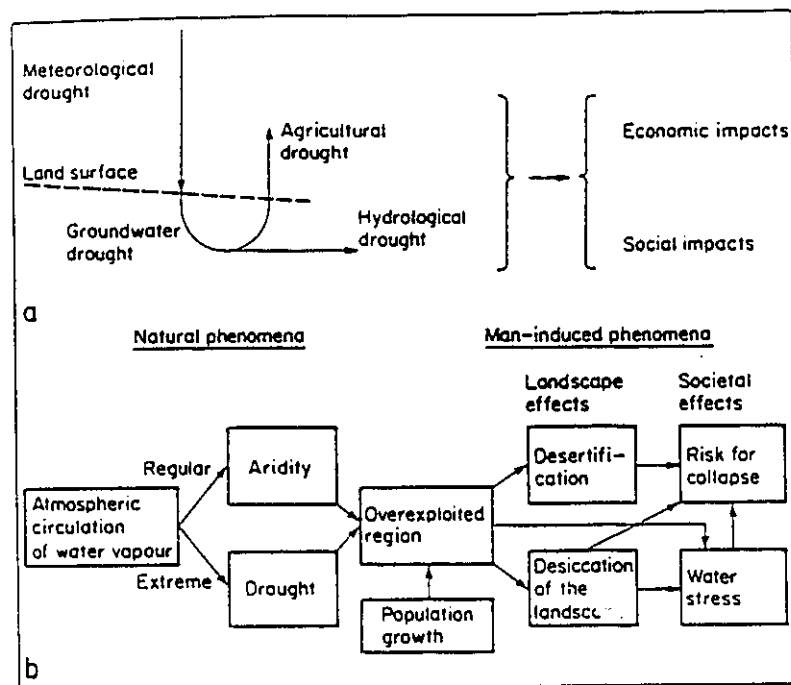 Meteorological
drought
Agricultural
drought
Economic impacts
Land surface
Groundwater
drought
Hydrological
drought
Social impacts
a
Natural phenomena
Man-induced phenomena
Landscape
effects
Societal
effects
Regular
Aridity
Desertifi-
cation
Risk for
collapse
Atmospheric
circulation
of water vapour
Overexploited
region
Extreme
Drought
Desiccation
of the
Water
stress
Population
growth
b